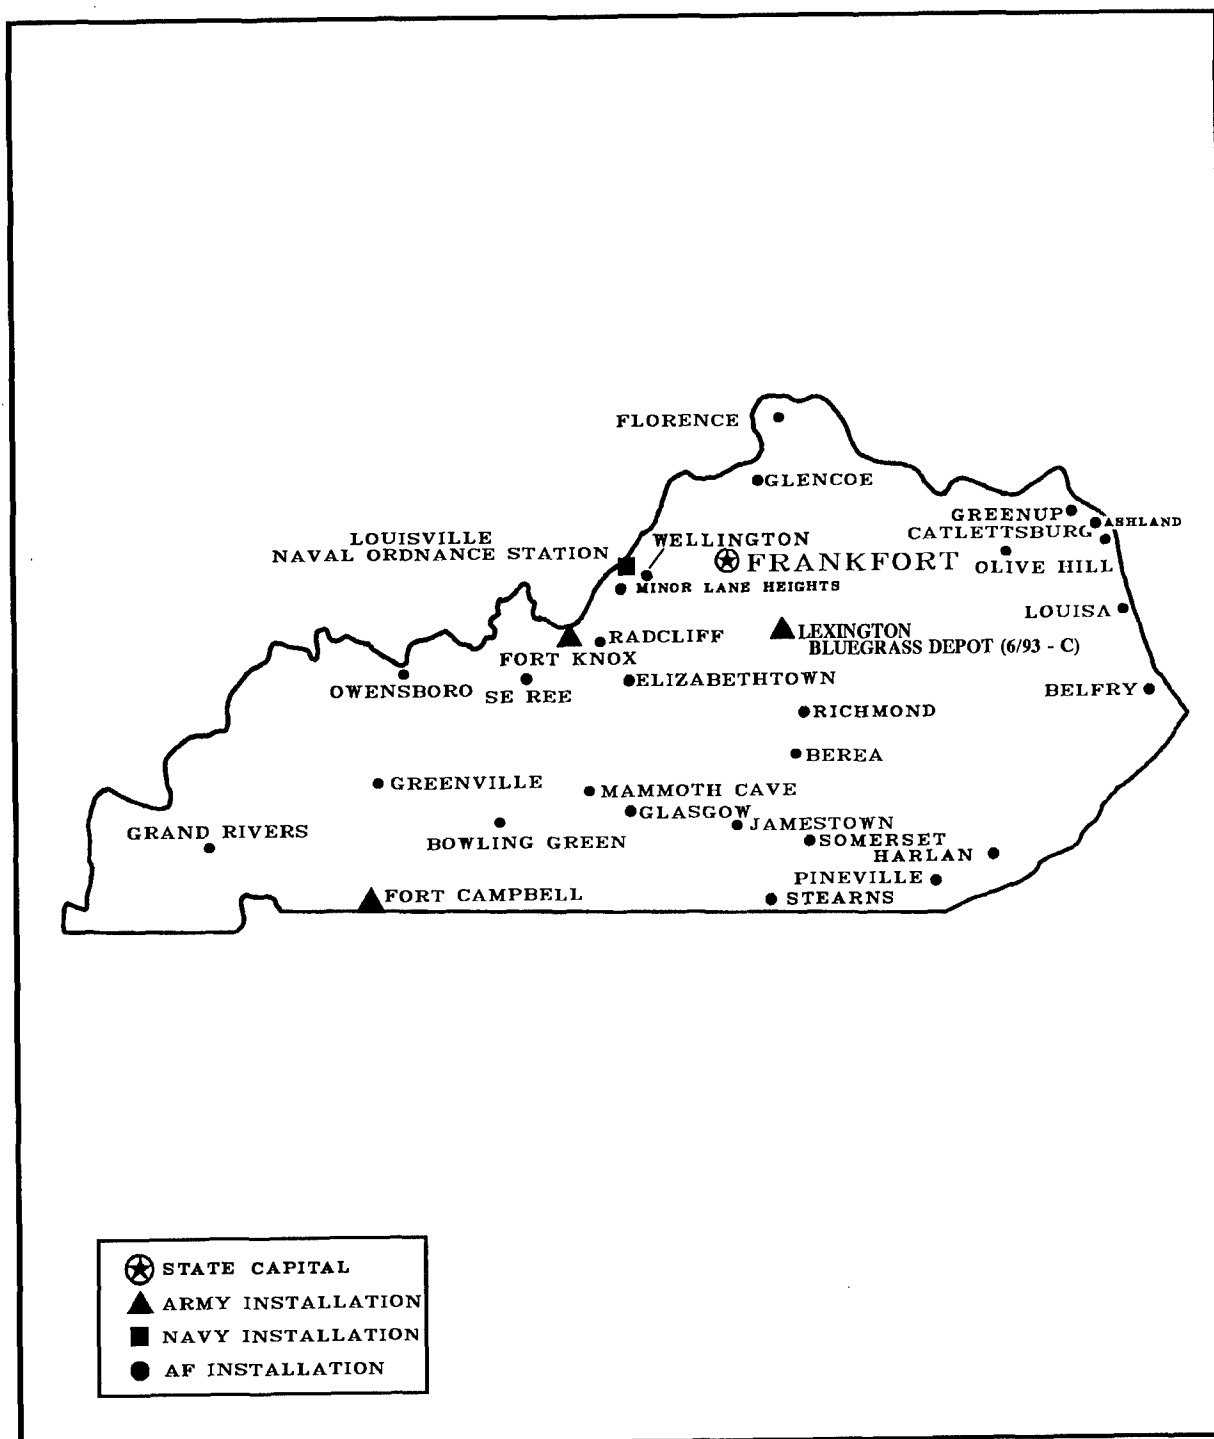 FLORENCE
GLENCOE
GREENUP
ASHLAND
CATLETTSBURG
LOUISVILLE
NAVAL ORDNANCE STATION
WELLINGTON
FRANKFORT
OLIVE HILL
MINOR LANE HEIGHTS
LOUISA
RADCLIFF
LEXINGTON
BLUEGRASS DEPOT (6/93 - C)
FORT KNOX
OWENSBORO
SE REE
ELIZABETHTOWN
BELFRY
RICHMOND
BEREA
GREENVILLE
MAMMOTH CAVE
GLASGOW
JAMESTOWN
GRAND RIVERS
BOWLING GREEN
SOMERSET
HARLAN
PINEVILLE
FORT CAMPBELL
STEARNS
STATE CAPITAL
ARMY INSTALLATION
NAVY INSTALLATION
AF INSTALLATION